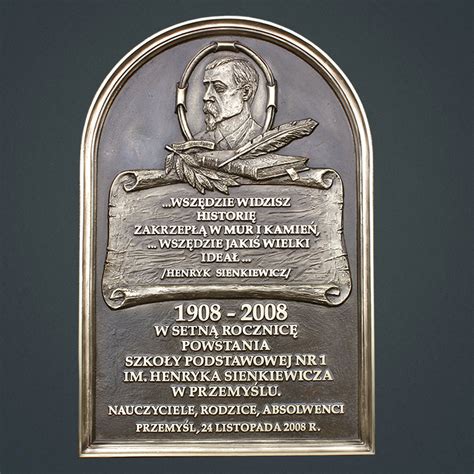 ...WSZĘDZIE WIDZISZ
HISTORIĘ
ZAKRZEPŁĄ W MUR I KAMIEŃ,
... WSZĘDZIE JAKIŚ WIELKI
IDEAŁ ...
/HENRYK SIENKIEWICZ/
1908 - 2008
W SETNĄ ROCZNICĘ
POWSTANIA
SZKOŁY PODSTAWOWEJ NR 1
IM. HENRYKA SIENKIEWICZA
W PRZEMYŚLU.
NAUCZYCIELE, RODZICE, ABSOLWENCI
PRZEMYŚL, 24 LISTOPADA 2008 R.